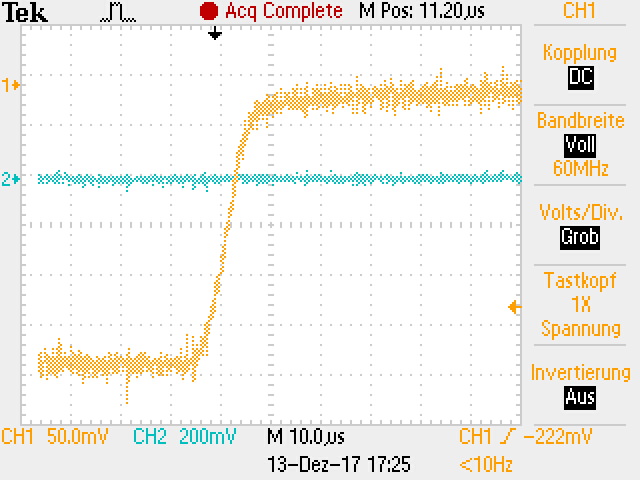 Tek Acq Complete M Pos: 11.20µs CH1
Kopplung
DC
1
Bandbreite
Voll
60MHz
2
Volts/Div.
Grob
Tastkopf
1X
Spannung
Invertierung
Aus
CH1 50.0mV CH2 200mV M 10.0µs CH1 -222mV
13-Dez-17 17:25 <10Hz